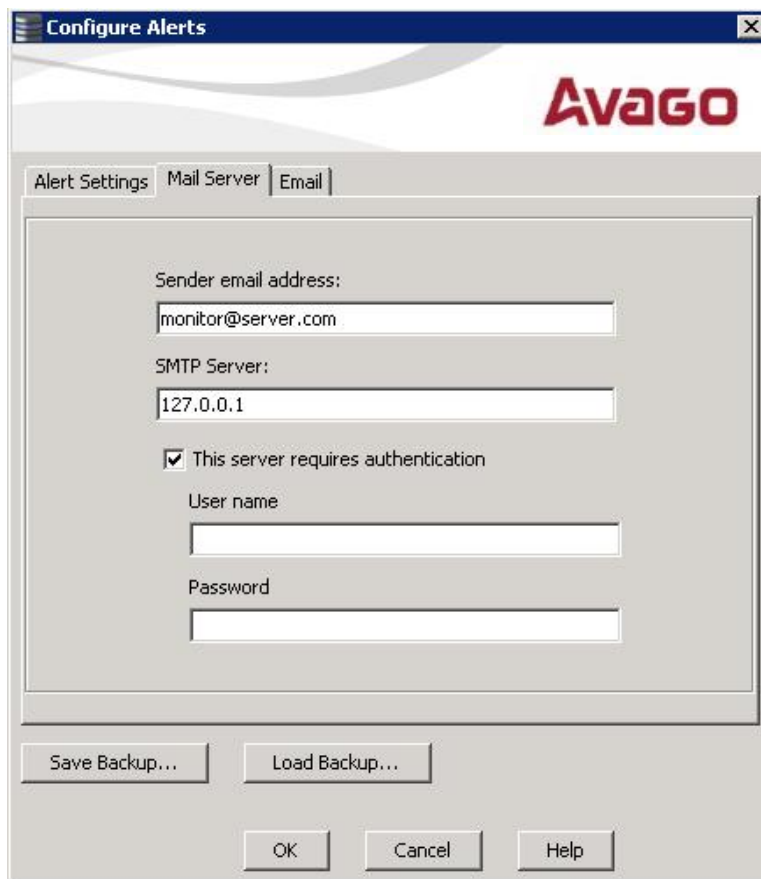 Configure Alerts
Avago
Alert Settings Mail Server Email
Sender email address:
monitor@server.com
SMTP Server:
127.0.0.1
This server requires authentication
User name
Password
Save Backup... Load Backup...
OK Cancel Help